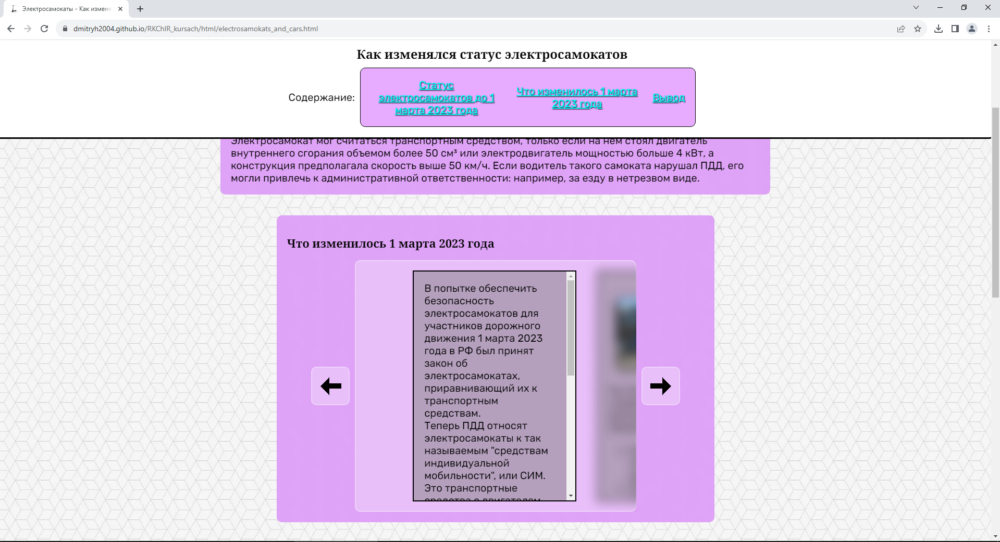 Электросамокаты - Как изменя
dmitryh2004.github.io/RKChIR_kursach/html/electrosamokats_and_cars.html
Как изменялся статус электросамокатов
Содержание:
Статус
электросамокатов до 1
марта 2023 года
Что изменилось 1 марта
2023 года
Вывод
Электросамокат мог считаться транспортным средством, только если на нем стоял двигатель
внутреннего сгорания объемом более 50 см³ или электродвигатель мощностью больше 4 кВт, а
конструкция предполагала скорость выше 50 км/ч. Если водитель такого самоката нарушал ПДД, его
могли привлечь к административной ответственности: например, за езду в нетрезвом виде.
Что изменилось 1 марта 2023 года
В попытке обеспечить
безопасность
электросамокатов для
участников дорожного
движения 1 марта 2023
года в РФ был принят
закон об
электросамокатах,
приравнивающий их к
транспортным
средствам.
Теперь ПДД относят
электросамокаты к так
называемым "средствам
индивидуальной
мобильности", или СИМ.
Это транспортные
средства с двигателем